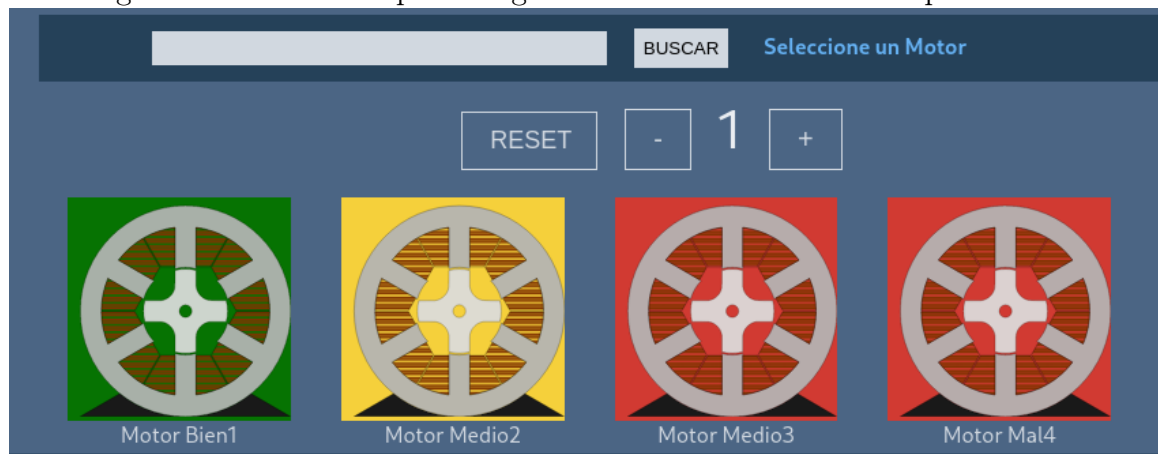 BUSCAR Seleccione un Motor
RESET - 1 +
Motor Bien1 Motor Medio2 Motor Medio3 Motor Mal4